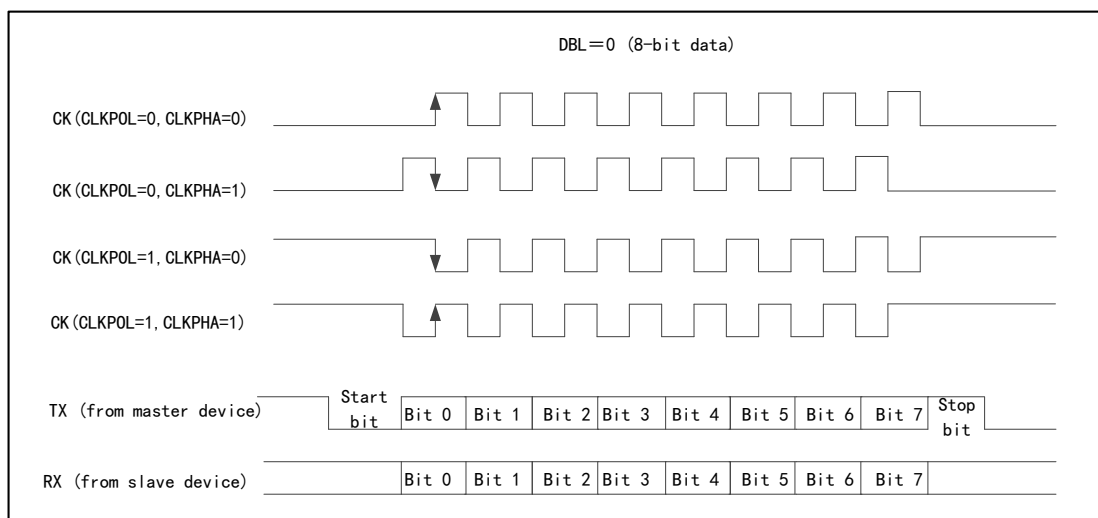 DBL=0 (8-bit data)
CK(CLKPOL=0, CLKPHA=0)
CK(CLKPOL=0, CLKPHA=1)
CK(CLKPOL=1, CLKPHA=0)
CK(CLKPOL=1, CLKPHA=1)
TX (from master device) Start bit Bit 0 Bit 1 Bit 2 Bit 3 Bit 4 Bit 5 Bit 6 Bit 7 Stop bit
RX (from slave device) Bit 0 Bit 1 Bit 2 Bit 3 Bit 4 Bit 5 Bit 6 Bit 7